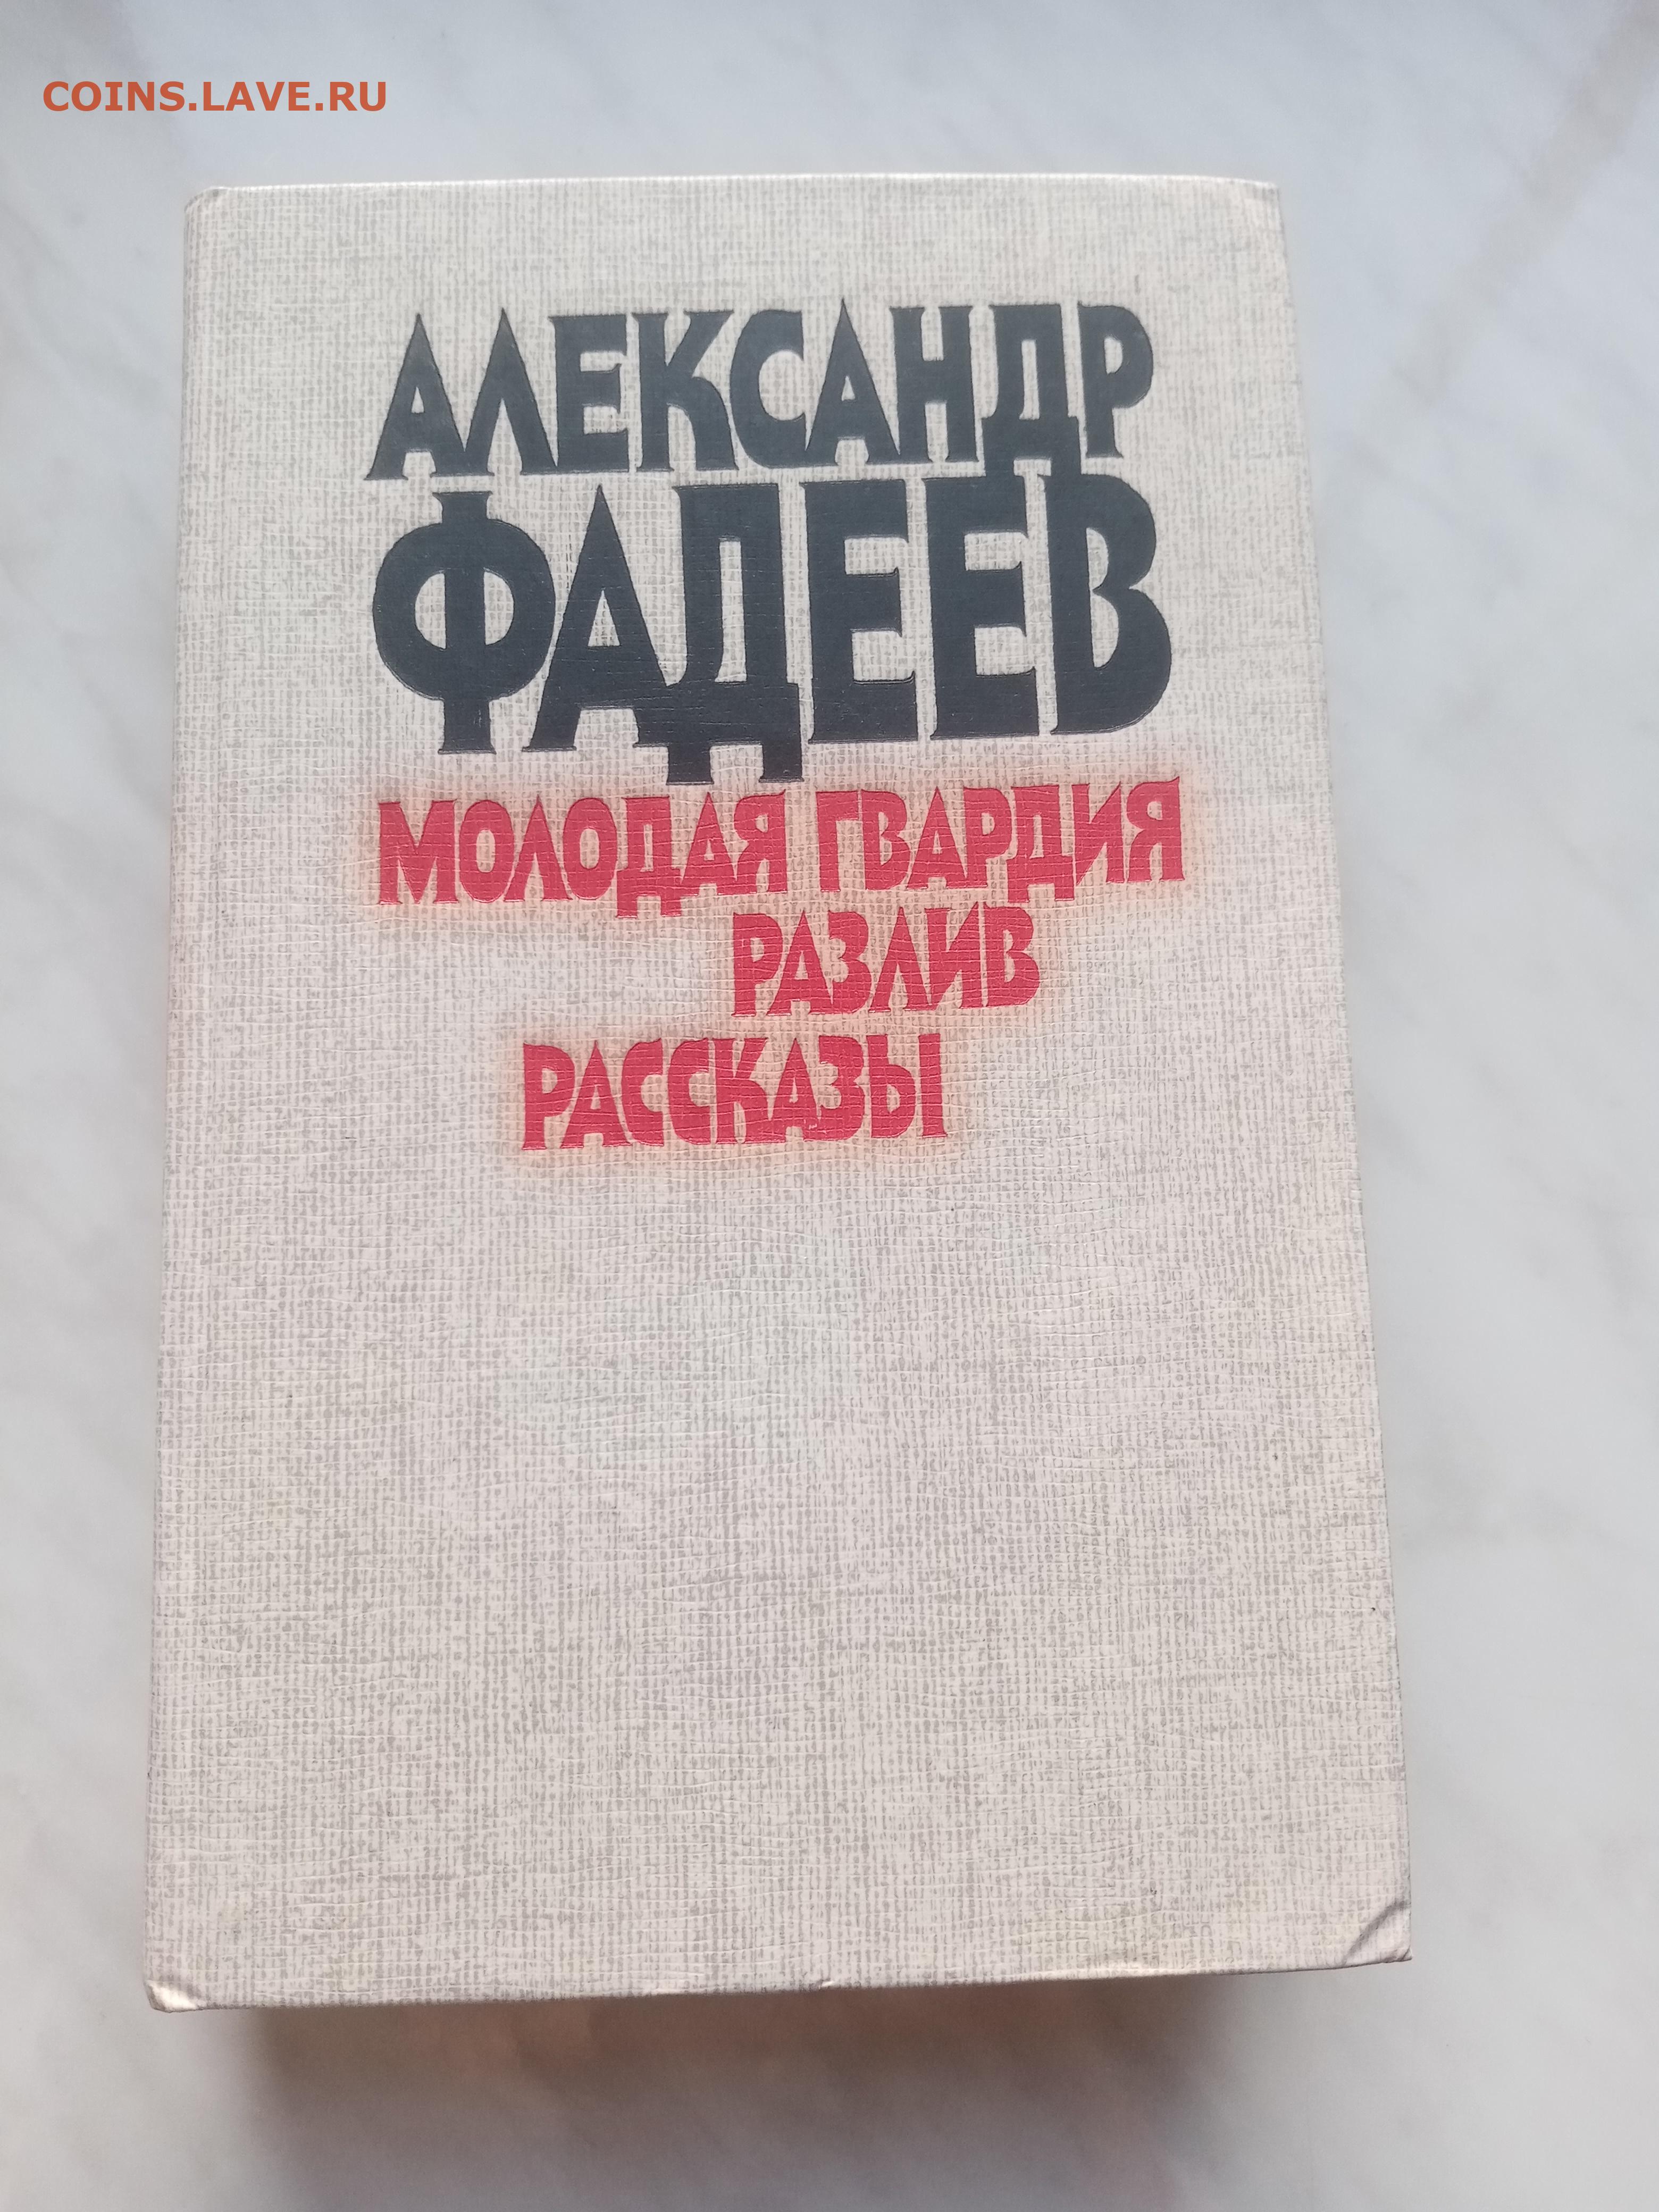 COINS.LAVE.RU
АЛЕКСАНДР
ФАДЕЕВ
МОЛОДАЯ ГВАРДИЯ
РАЗЛИВ
РАССКАЗЫ